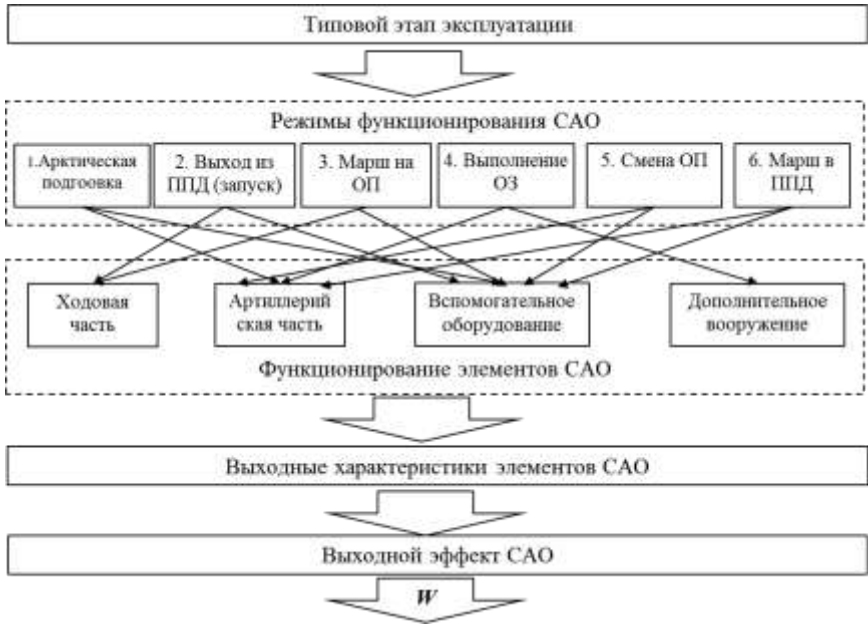 Типовой этап эксплуатации
Режимы функционирования САО
1.Арктическая
подгоовка
2. Выход из
ППД (запуск)
3. Марш на
ОП
4. Выполнение
ОЗ
5. Смена ОП
6. Марш в
ППД
Ходовая
часть
Артиллерий
ская часть
Вспомогательное
оборудование
Дополнительное
вооружение
Функционирование элементов САО
Выходные характеристики элементов САО
Выходной эффект САО
W